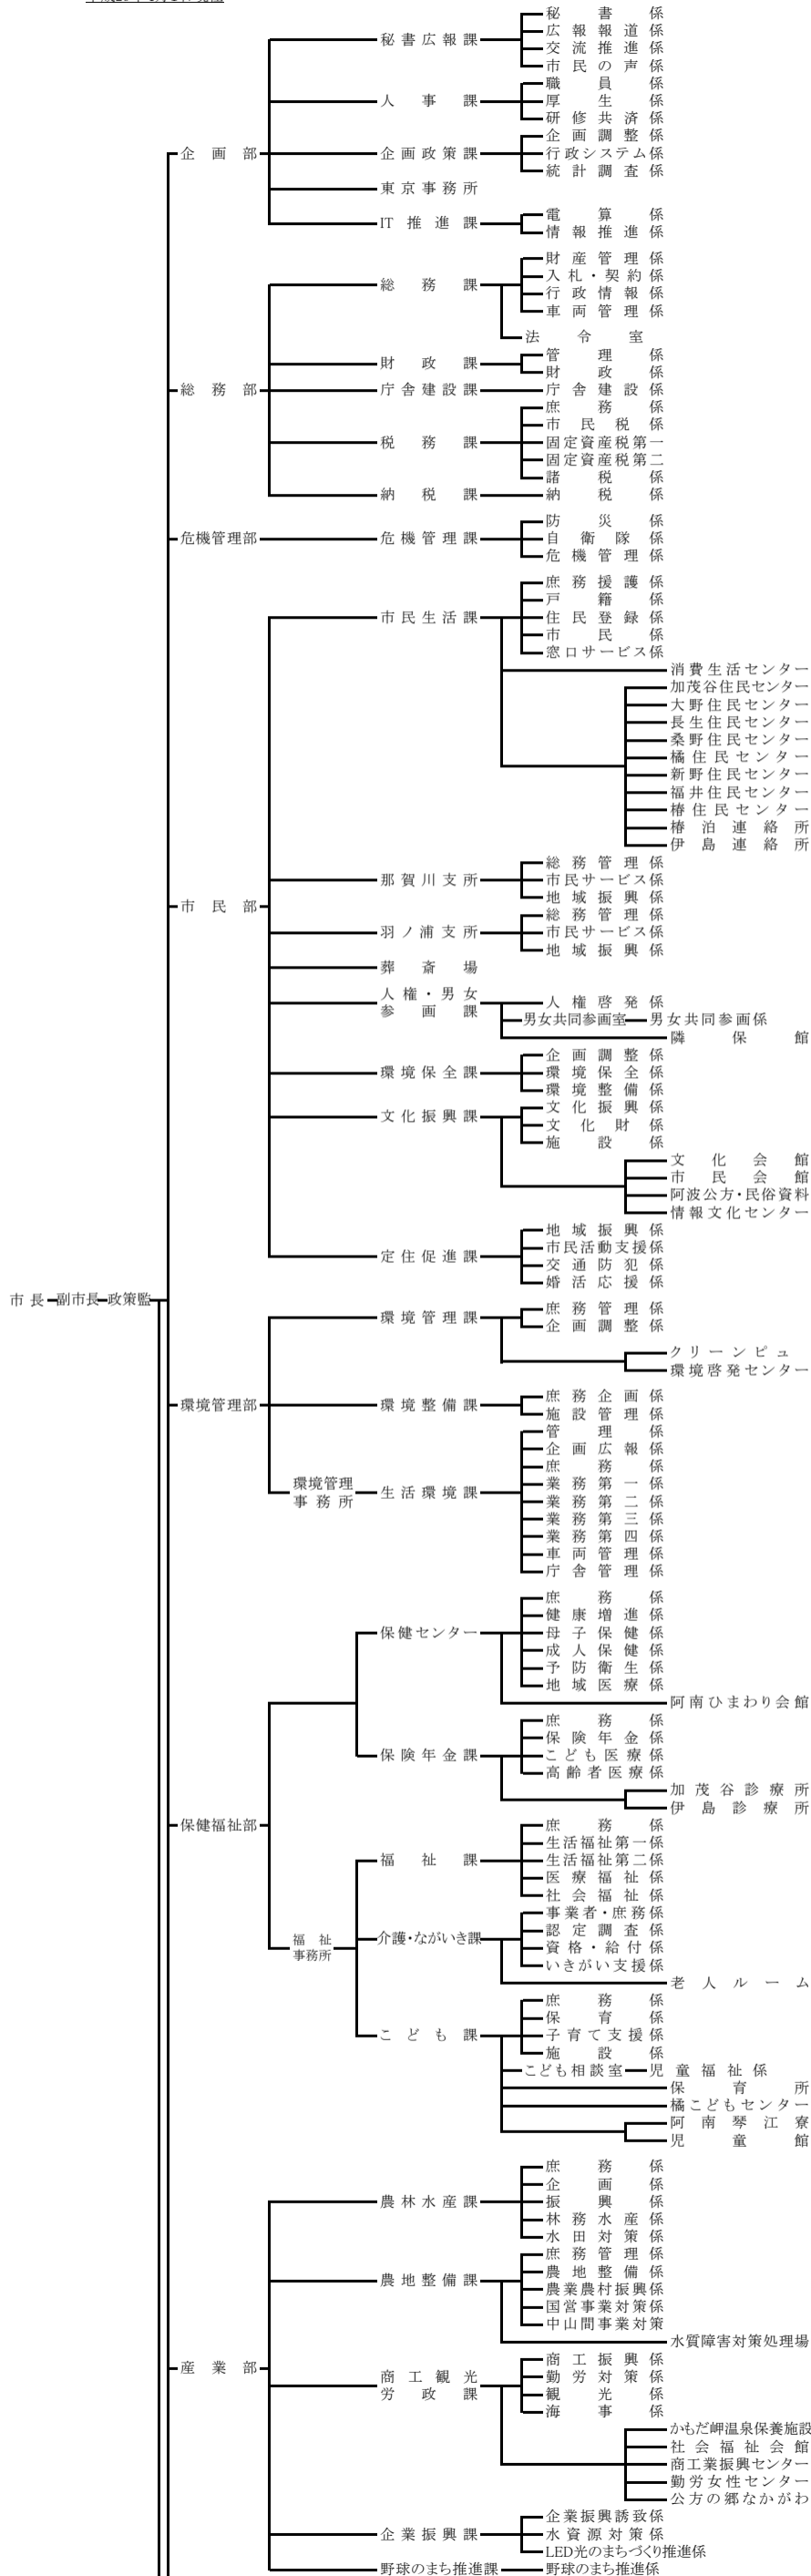 秘書広報課
秘書係
広報報道係
交流推進係
市民の声係
人事課
職員係
厚生係
研修共済係
企画部
企画政策課
企画調整係
行政システム係
統計調査係
東京事務所
IT推進課
電算係
情報推進係
総務部
総務課
財産管理係
入札・契約係
行政情報係
車両管理係
法令室
財政課
管理係
財政係
庁舎建設課
庁舎建設係
税務課
庶務係
市民税係
固定資産税第一
固定資産税第二
諸税係
納税課
納税係
危機管理部
危機管理課
防災係
自衛隊係
危機管理係
市民部
市民生活課
庶務援護係
戸籍係
住民登録係
市民係
窓口サービス係
消費生活センター
加茂谷住民センター
大野住民センター
長生住民センター
桑野住民センター
橘住民センター
新野住民センター
福井住民センター
椿住民センター
椿泊連絡所
伊島連絡所
那賀川支所
総務管理係
市民サービス係
地域振興係
羽ノ浦支所
総務管理係
市民サービス係
地域振興係
葬斎場
人権・男女
参画課
人権啓発係
男女共同参画室
男女共同参画係
隣保館
環境保全課
企画調整係
環境保全係
環境整備係
文化振興課
文化振興係
文化財係
施設係
文化会館
市民会館
阿波公方・民俗資料
情報文化センター
定住促進課
地域振興係
市民活動支援係
交通防犯係
婚活応援係
市長
副市長
政策監
環境管理部
環境管理課
庶務管理係
企画調整係
クリーンピュ
環境啓発センター
環境整備課
庶務企画係
施設管理係
環境管理
事務所
生活環境課
管理係
企画広報係
庶務係
業務第一係
業務第二係
業務第三係
業務第四係
車両管理係
庁舎管理係
保健福祉部
保健センター
庶務係
健康増進係
母子保健係
成人保健係
予防衛生係
地域医療係
阿南ひまわり会館
保険年金課
庶務係
保険年金係
こども医療係
高齢者医療係
加茂谷診療所
伊島診療所
福祉
事務所
福祉課
庶務係
生活福祉第一係
生活福祉第二係
医療福祉係
社会福祉係
介護・ながいき課
事業者・庶務係
認定調査係
資格・給付係
いきがい支援係
老人ルーム
こども課
庶務係
保育係
子育て支援係
施設係
こども相談室
児童福祉係
保育所
橘こどもセンター
阿南琴江寮
児童館
産業部
農林水産課
庶務係
企画係
振興係
林務水産係
水田対策係
農地整備課
庶務管理係
農地整備係
農業農村振興係
国営事業対策係
中山間事業対策
水質障害対策処理場
商工観光
労政課
商工振興係
勤労対策係
観光係
海事係
かもだ岬温泉保養施設
社会福祉会館
商工業振興センター
勤労女性センター
公方の郷なかがわ
企業振興課
企業振興誘致係
水資源対策係
LED光のまちづくり推進係
野球のまち推進課
野球のまち推進係